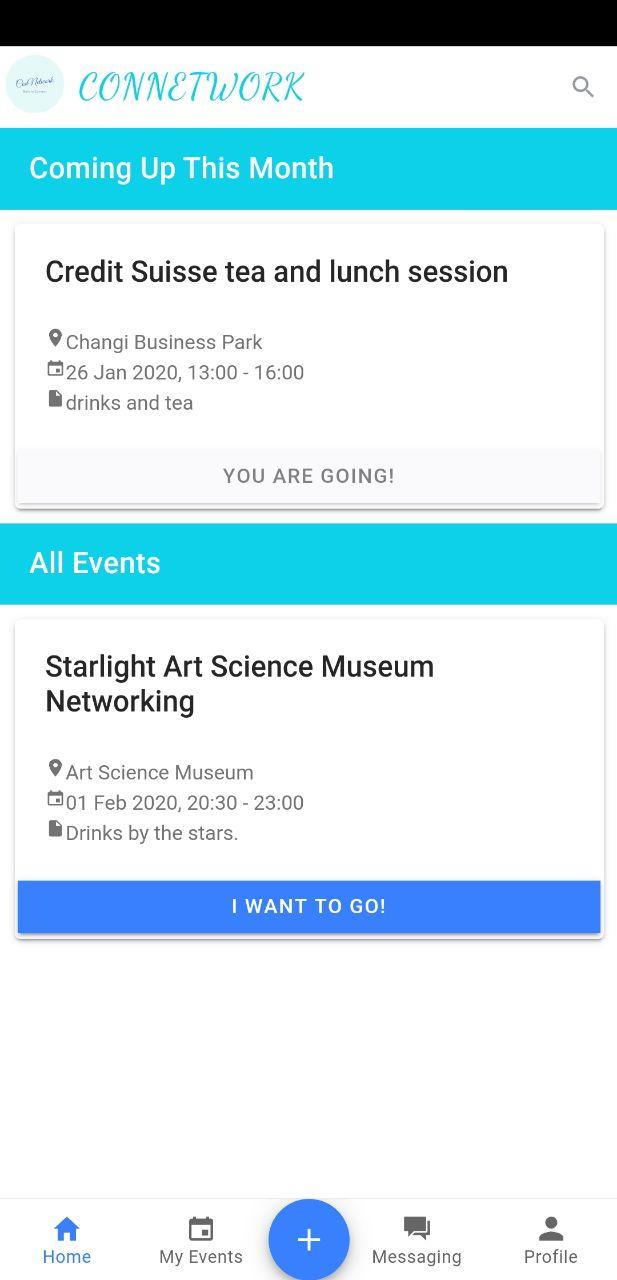 ConNetwork
CONNETWORK
Coming Up This Month
Credit Suisse tea and lunch session
Changi Business Park
26 Jan 2020, 13:00 - 16:00
drinks and tea
YOU ARE GOING!
All Events
Starlight Art Science Museum
Networking
Art Science Museum
01 Feb 2020, 20:30 - 23:00
Drinks by the stars.
I WANT TO GO!
Home
My Events
Messaging
Profile